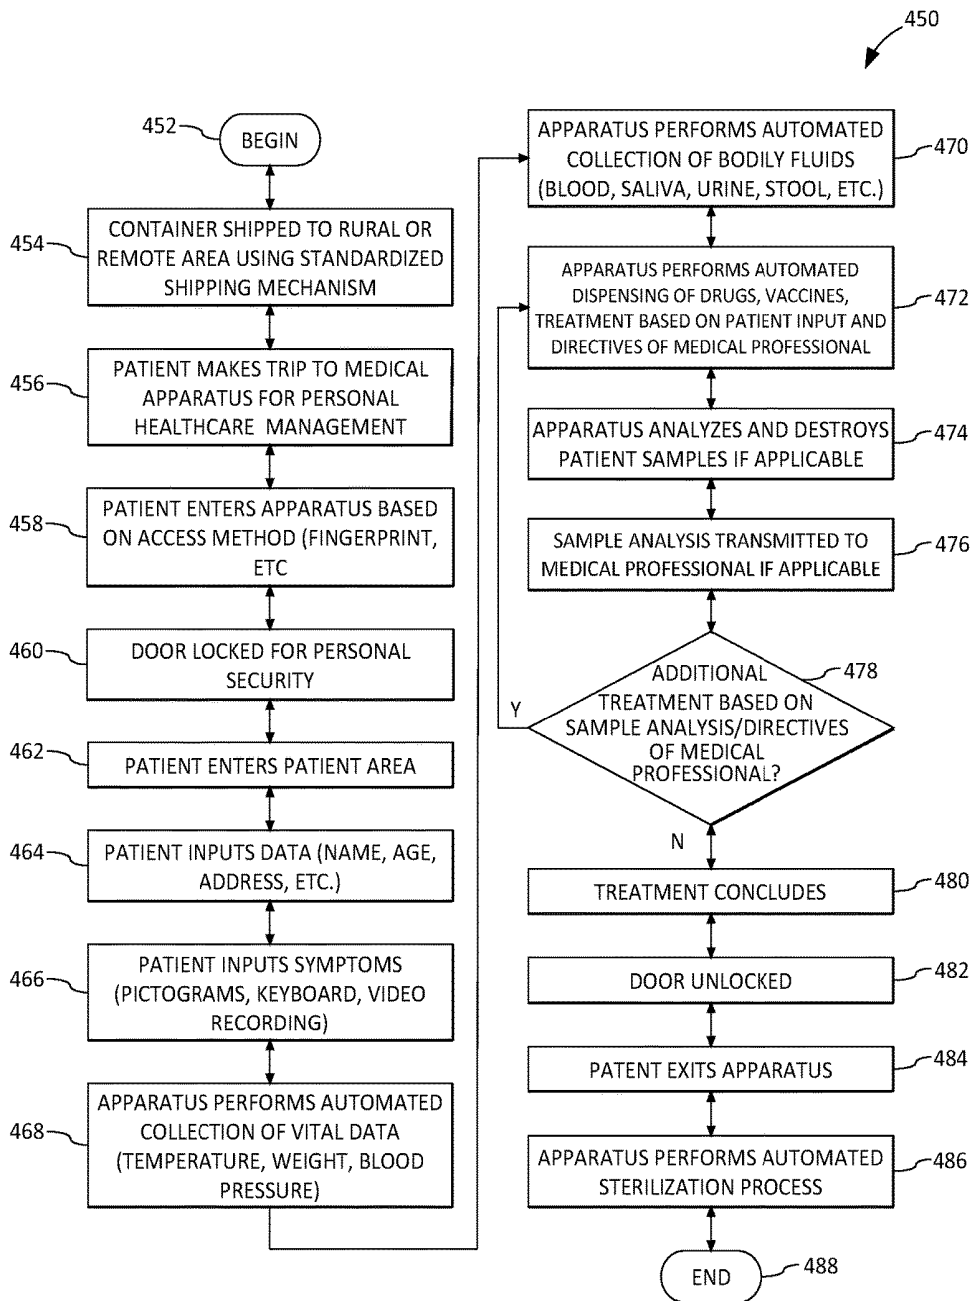 450
452
BEGIN
454
CONTAINER SHIPPED TO RURAL OR
REMOTE AREA USING STANDARDIZED
SHIPPING MECHANISM
456
PATIENT MAKES TRIP TO MEDICAL
APPARATUS FOR PERSONAL
HEALTHCARE MANAGEMENT
458
PATIENT ENTERS APPARATUS BASED
ON ACCESS METHOD (FINGERPRINT,
ETC
460
DOOR LOCKED FOR PERSONAL
SECURITY
462
PATIENT ENTERS PATIENT AREA
464
PATIENT INPUTS DATA (NAME, AGE,
ADDRESS, ETC.)
466
PATIENT INPUTS SYMPTOMS
(PICTOGRAMS, KEYBOARD, VIDEO
RECORDING)
468
APPARATUS PERFORMS AUTOMATED
COLLECTION OF VITAL DATA
(TEMPERATURE, WEIGHT, BLOOD
PRESSURE)
APPARATUS PERFORMS AUTOMATED
COLLECTION OF BODILY FLUIDS
(BLOOD, SALIVA, URINE, STOOL, ETC.)
470
APPARATUS PERFORMS AUTOMATED
DISPENSING OF DRUGS, VACCINES,
TREATMENT BASED ON PATIENT INPUT AND
DIRECTIVES OF MEDICAL PROFESSIONAL
472
APPARATUS ANALYZES AND DESTROYS
PATIENT SAMPLES IF APPLICABLE
474
SAMPLE ANALYSIS TRANSMITTED TO
MEDICAL PROFESSIONAL IF APPLICABLE
476
ADDITIONAL
TREATMENT BASED ON
SAMPLE ANALYSIS/DIRECTIVES
OF MEDICAL
PROFESSIONAL?
478
Y
N
TREATMENT CONCLUDES
480
DOOR UNLOCKED
482
PATENT EXITS APPARATUS
484
APPARATUS PERFORMS AUTOMATED
STERILIZATION PROCESS
486
END
488